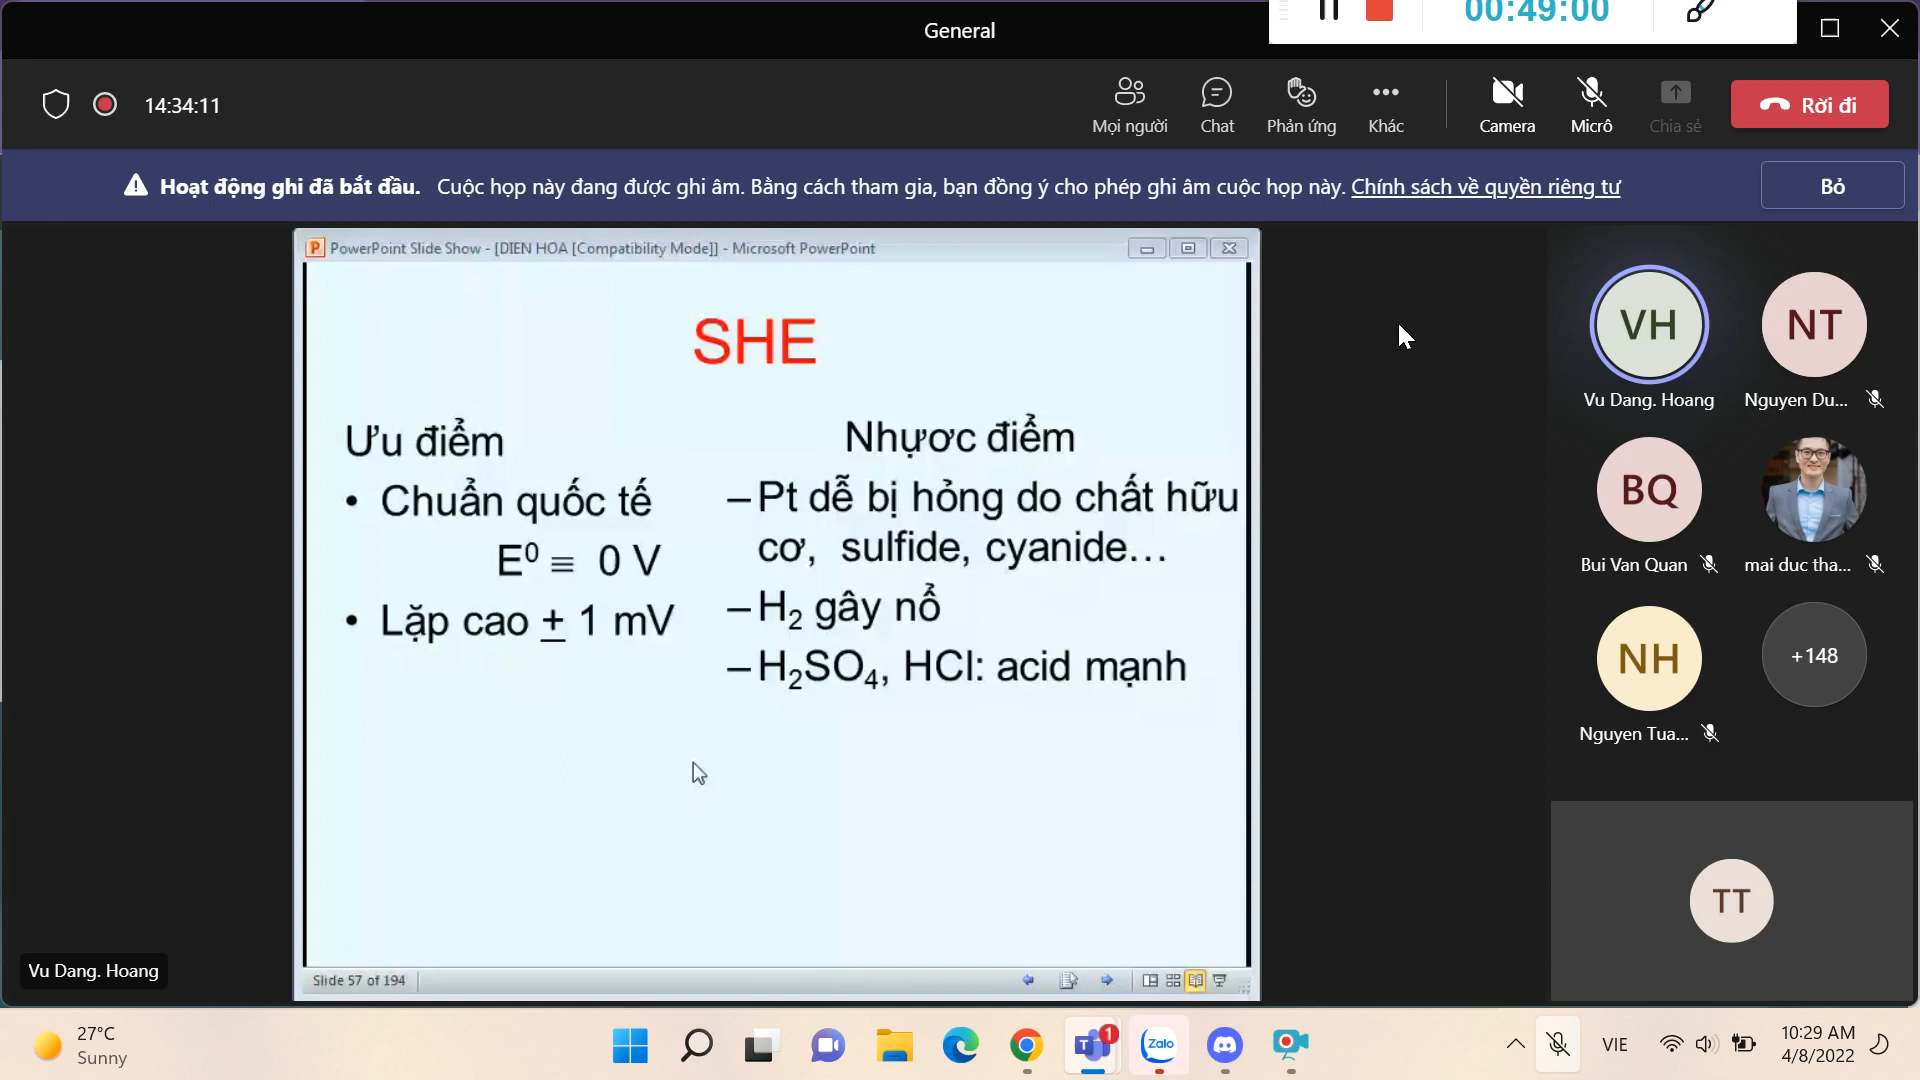 General
00:49:00
14:34:11
Mọi người
Chat
Phản ứng
Khác
Camera
Micrô
Chia sẻ
Rời đi
Hoạt động ghi đã bắt đầu. Cuộc họp này đang được ghi âm. Bằng cách tham gia, bạn đồng ý cho phép ghi âm cuộc họp này. Chính sách về quyền riêng tư
Bỏ
PowerPoint Slide Show - [DIEN HOA [Compatibility Mode]] - Microsoft PowerPoint
SHE
Ưu điểm
• Chuẩn quốc tế
E⁰ ≡ 0 V
• Lặp cao ± 1 mV
Nhựơc điểm
– Pt dễ bị hỏng do chất hữu
cơ, sulfide, cyanide…
– H₂ gây nổ
– H₂SO₄, HCl: acid mạnh
Slide 57 of 194
Vu Dang. Hoang
VH
Vu Dang. Hoang
NT
Nguyen Du...
BQ
Bui Van Quan
mai duc tha...
NH
Nguyen Tua...
+148
TT
27°C
Sunny
1
Zalo
VIE
10:29 AM
4/8/2022